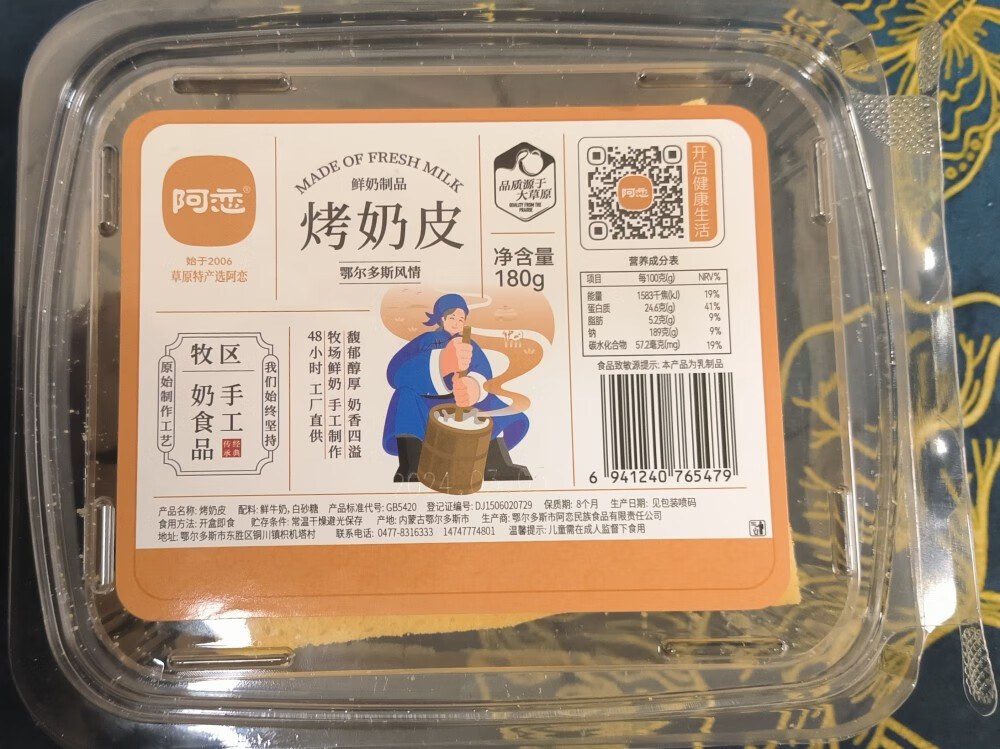 阿恋®
始于2006
草原特产选阿恋
MADE OF FRESH MILK
鲜奶制品
烤奶皮
鄂尔多斯风情
品质源于
大草原
QUALITY FROM THE
PRAIRIE
净含量
180g
阿恋
开启健康生活
营养成分表
项目 每100克(g) NRV%
能量 1583千焦(kJ) 19%
蛋白质 24.6克(g) 41%
脂肪 5.2克(g) 9%
钠 189克(g) 9%
碳水化合物 57.2毫克(mg) 19%
食品致敏源提示: 本产品为乳制品
6 941240 765479
牧区
手工
奶食品
经典
传承
我们始终坚持
原始制作工艺
馥郁醇厚 奶香四溢
牧场鲜奶 手工制作
48小时 工厂直供
产品名称: 烤奶皮 配料: 鲜牛奶, 白砂糖 产品标准代号: GB5420 登记证编号: DJ1506020729 保质期: 8个月 生产日期: 见包装喷码
食用方法: 开盒即食 贮存条件: 常温干燥避光保存 产地: 内蒙古鄂尔多斯市 生产商: 鄂尔多斯市阿恋民族食品有限责任公司
地址: 鄂尔多斯市东胜区铜川镇枳机塔村 联系电话: 0477-8316333 14747774801 温馨提示: 儿童需在成人监督下食用